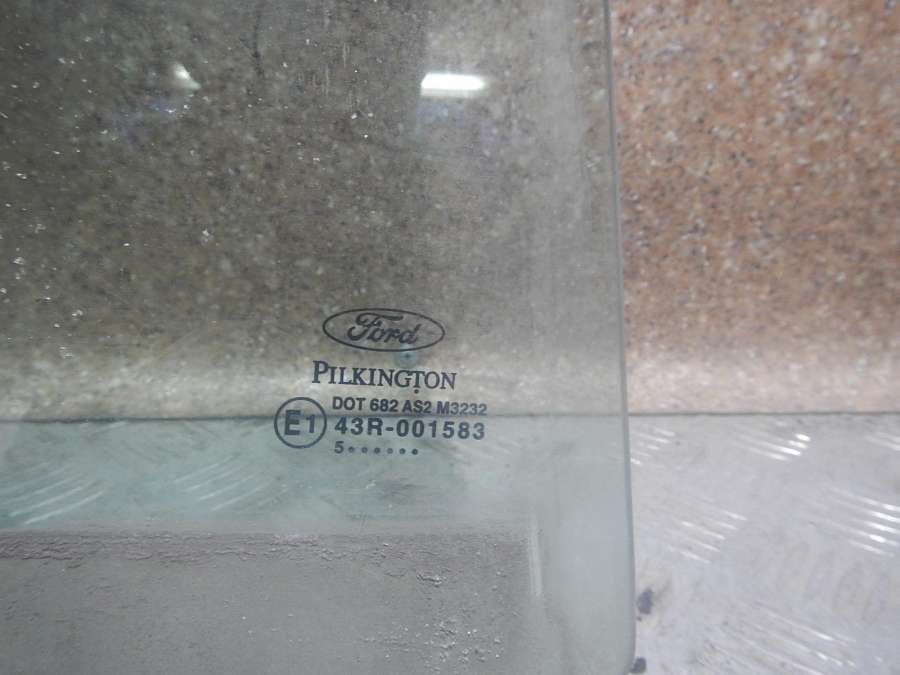 Ford
PILKINGTON
DOT 682 AS2 M3232
E1 43R-001583
5••••••